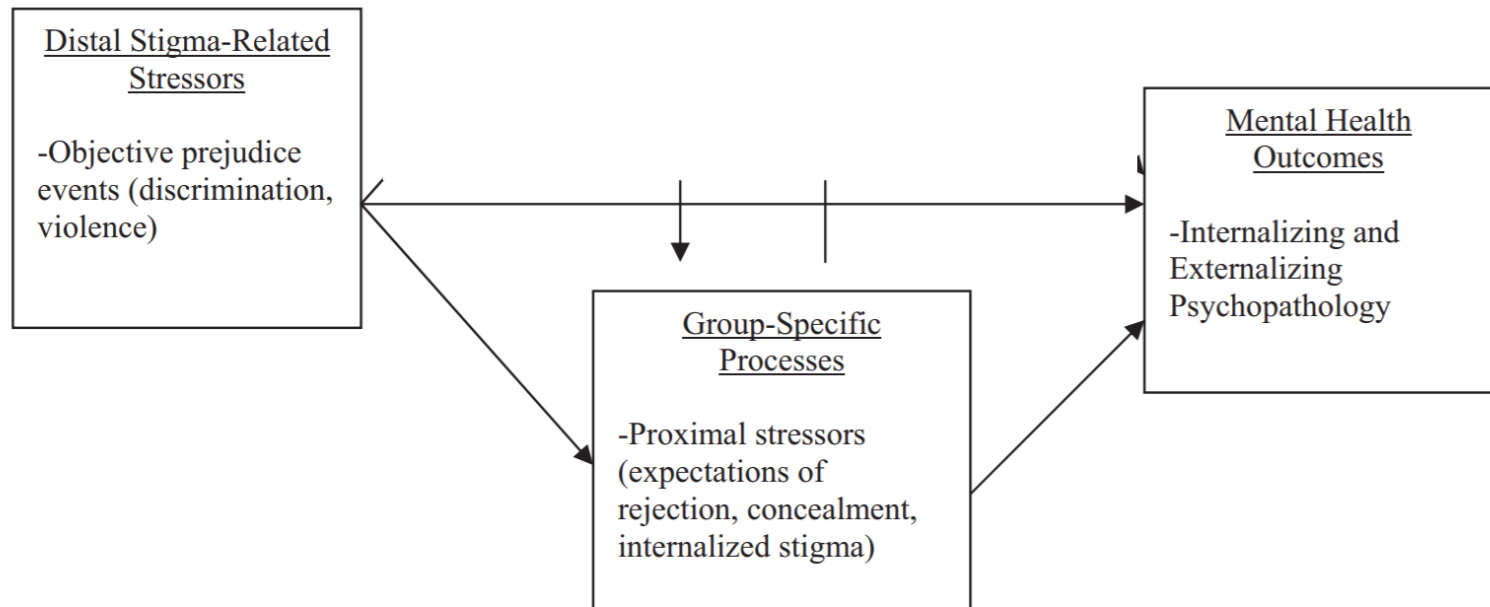 Distal Stigma-Related
Stressors
-Objective prejudice
events (discrimination,
violence)
Group-Specific
Processes
-Proximal stressors
(expectations of
rejection, concealment,
internalized stigma)
Mental Health
Outcomes
-Internalizing and
Externalizing
Psychopathology